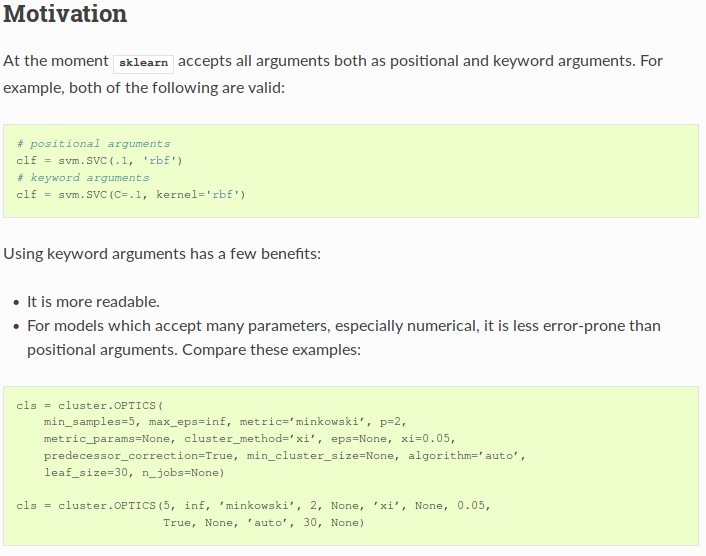 Motivation
At the moment sklearn accepts all arguments both as positional and keyword arguments. For
example, both of the following are valid:
# positional arguments
clf = svm.SVC(.1, 'rbf')
# keyword arguments
clf = svm.SVC(C=.1, kernel='rbf')
Using keyword arguments has a few benefits:
• It is more readable.
• For models which accept many parameters, especially numerical, it is less error-prone than
positional arguments. Compare these examples:
cls = cluster.OPTICS(
    min_samples=5, max_eps=inf, metric=’minkowski’, p=2,
    metric_params=None, cluster_method=’xi’, eps=None, xi=0.05,
    predecessor_correction=True, min_cluster_size=None, algorithm=’auto’,
    leaf_size=30, n_jobs=None)
cls = cluster.OPTICS(5, inf, ’minkowski’, 2, None, ’xi’, None, 0.05,
                     True, None, ’auto’, 30, None)